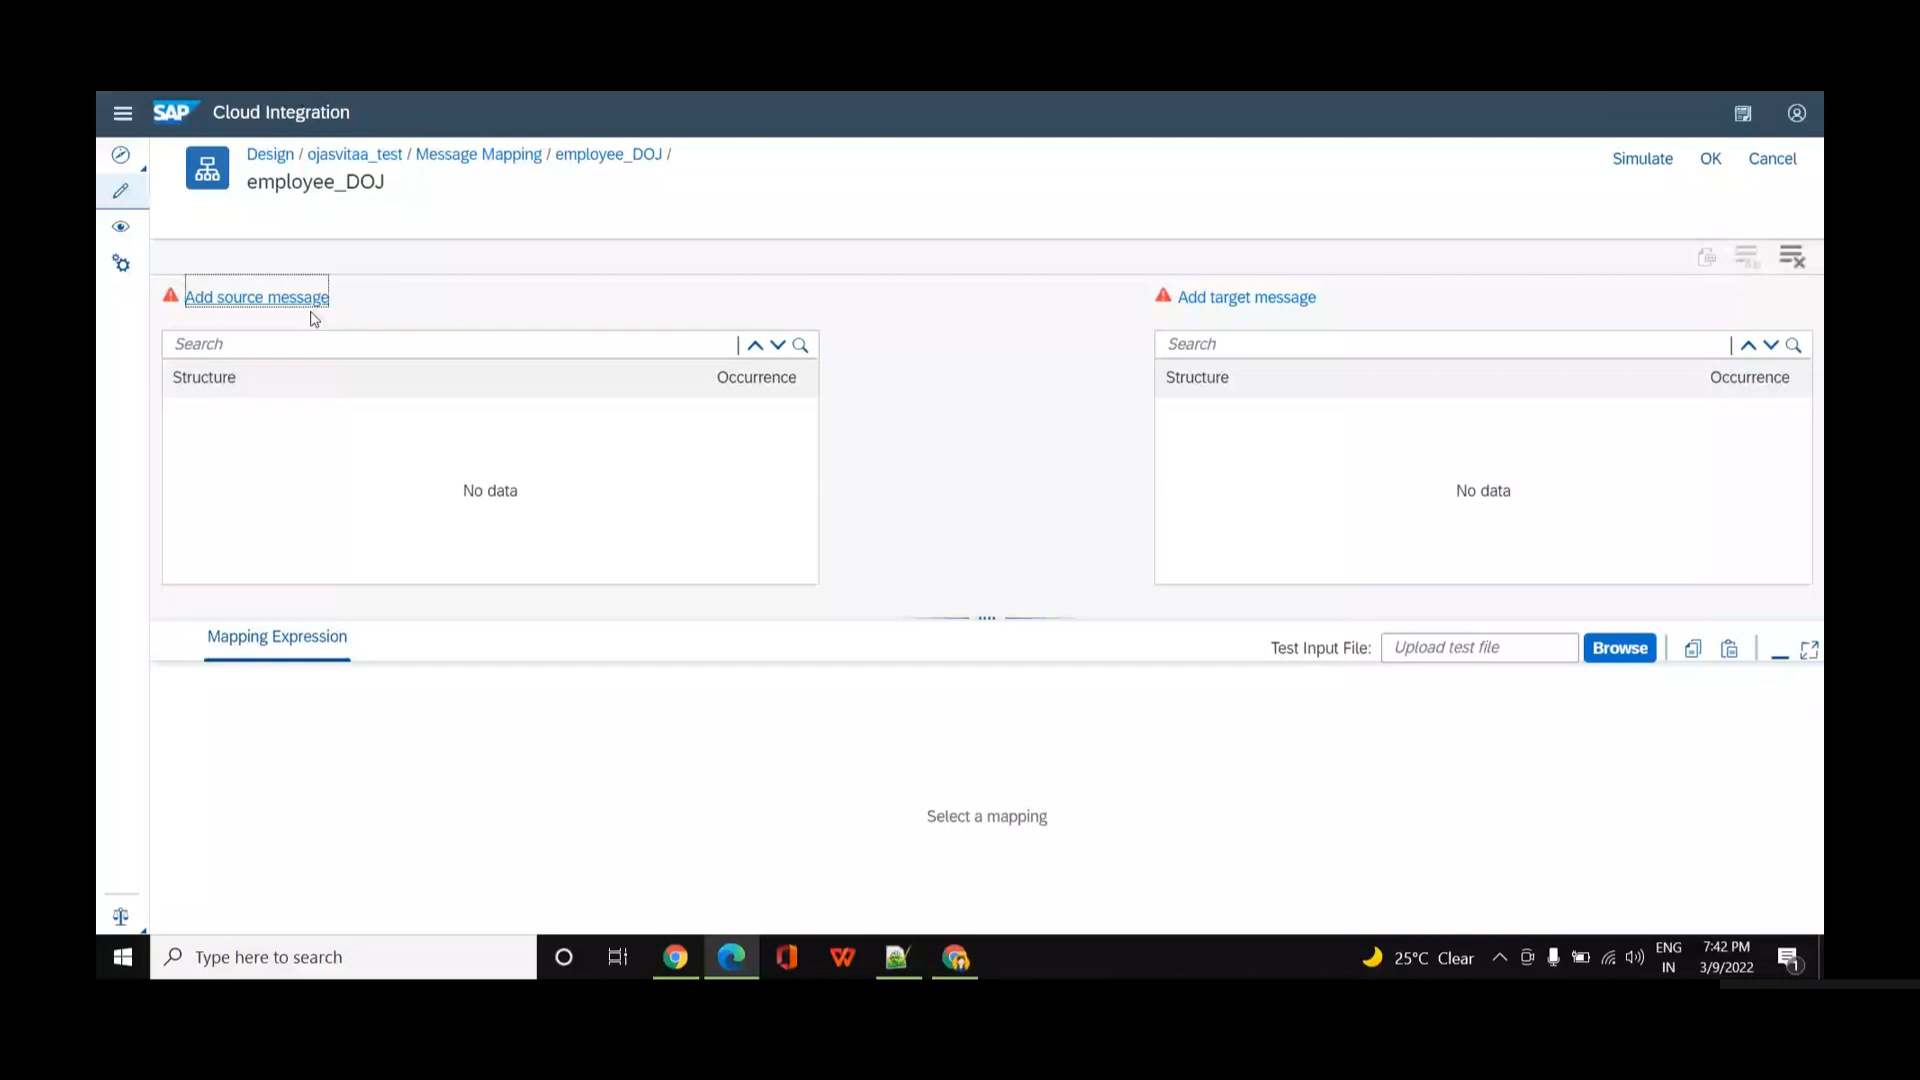 SAP Cloud Integration
Design / ojasvitaa_test / Message Mapping / employee_DOJ /
employee_DOJ
Simulate OK Cancel
Add source message
Add target message
Search
Structure Occurrence
No data
Search
Structure Occurrence
No data
Mapping Expression
Test Input File: Upload test file Browse
Select a mapping
Type here to search
25°C Clear
ENG
IN
7:42 PM
3/9/2022
1